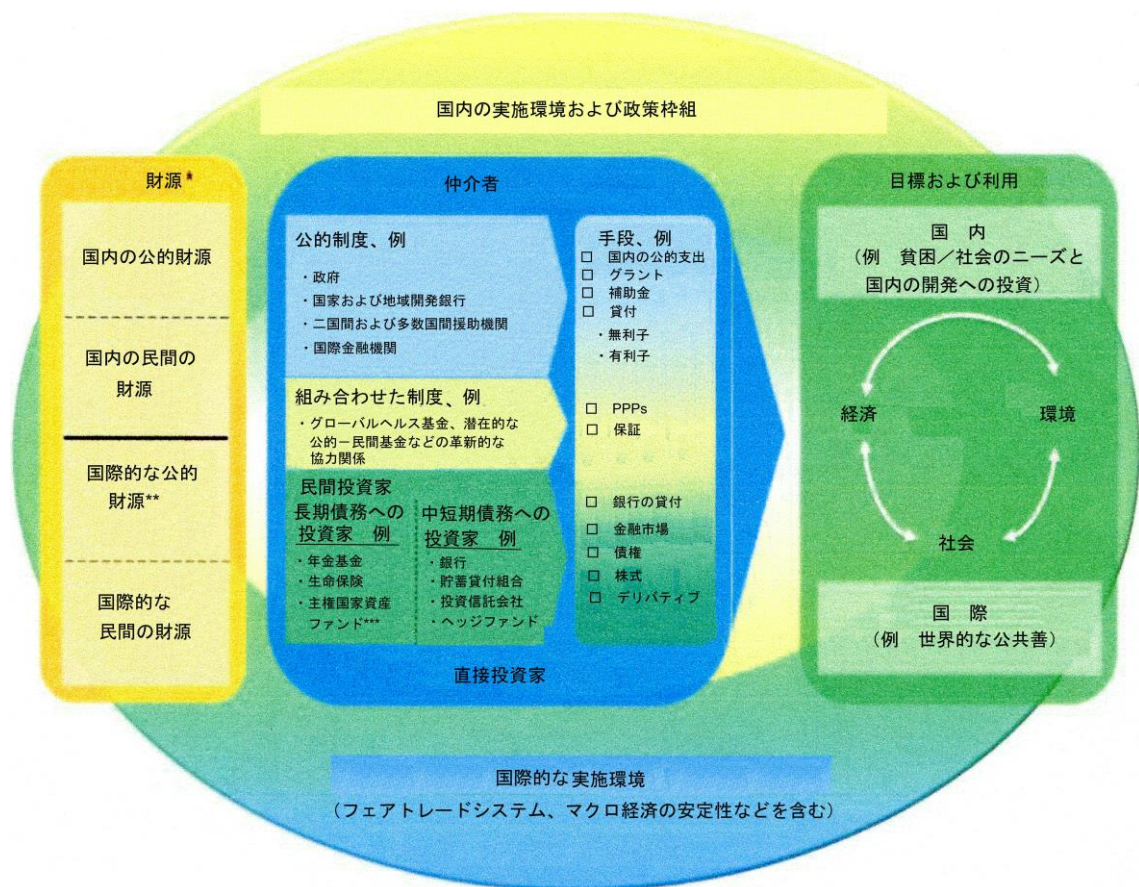 国内の実施環境および政策枠組
財源*
国内の公的財源
国内の民間の
財源
国際的な公的
財源**
国際的な
民間の財源
仲介者
公的制度、例
・政府
・国家および地域開発銀行
・二国間および多数国間援助機関
・国際金融機関
組み合わせた制度、例
・グローバルヘルス基金、潜在的な
公的－民間基金などの革新的な
協力関係
民間投資家
長期債務への
投資家　例
・年金基金
・生命保険
・主権国家資産
ファンド***
中短期債務への
投資家　例
・銀行
・貯蓄貸付組合
・投資信託会社
・ヘッジファンド
手段、例
□ 国内の公的支出
□ グラント
□ 補助金
□ 貸付
・無利子
・有利子
□ PPPs
□ 保証
□ 銀行の貸付
□ 金融市場
□ 債権
□ 株式
□ デリバティブ
直接投資家
目標および利用
国　内
（例　貧困／社会のニーズと
国内の開発への投資）
経済
環境
社会
国　際
（例　世界的な公共善）
国際的な実施環境
（フェアトレードシステム、マクロ経済の安定性などを含む）